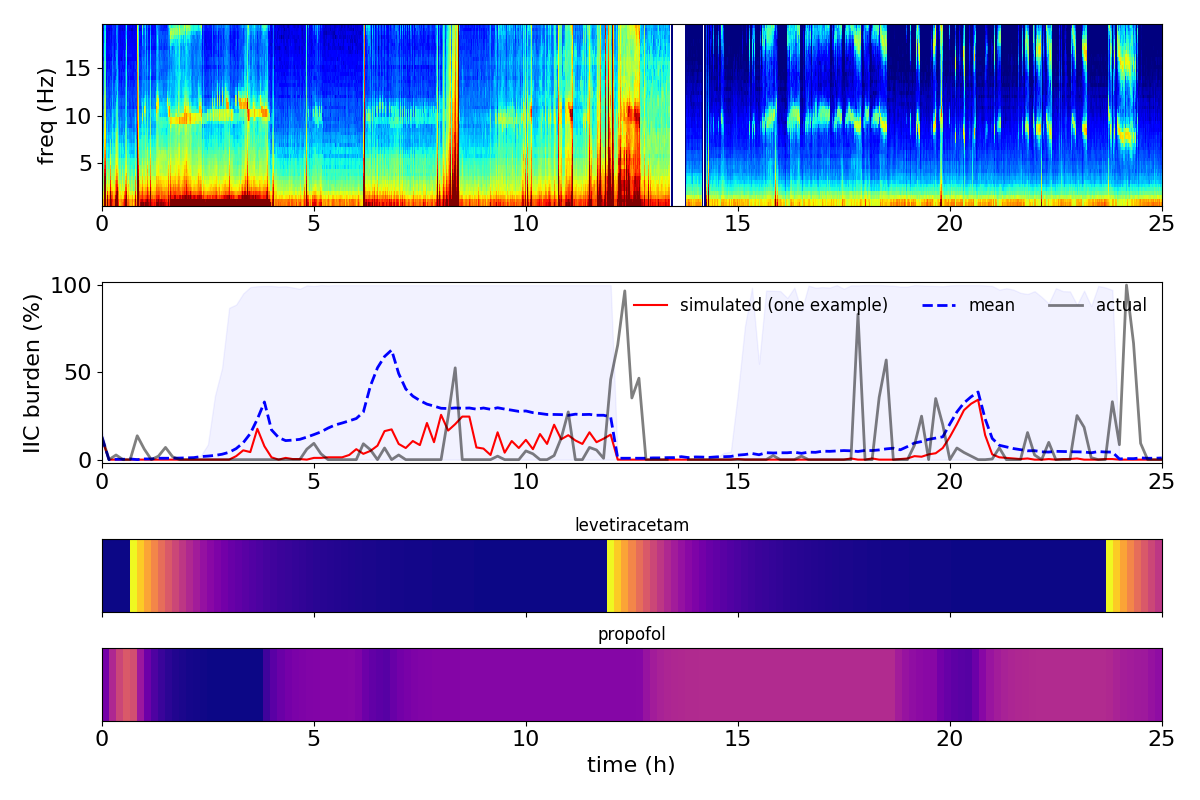 freq (Hz)
15
10
5
0 5 10 15 20 25
IIC burden (%)
100
50
0
simulated (one example) mean actual
0 5 10 15 20 25
levetiracetam
propofol
0 5 10 15 20 25
time (h)